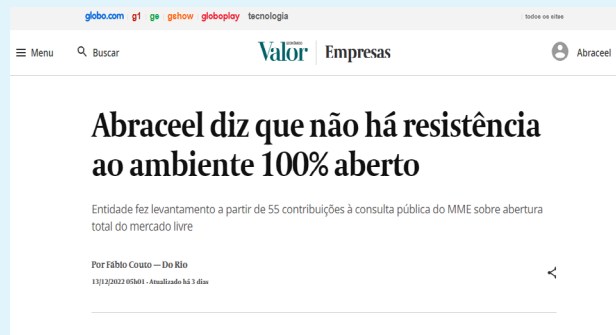 globo.com g1 ge gshow globoplay tecnologia todos os sites
Menu Buscar Valor ECONÔMICO Empresas Abraceel
Abraceel diz que não há resistência
ao ambiente 100% aberto
Entidade fez levantamento a partir de 55 contribuições à consulta pública do MME sobre abertura
total do mercado livre
Por Fábio Couto — Do Rio
13/12/2022 05h01 · Atualizado há 3 dias